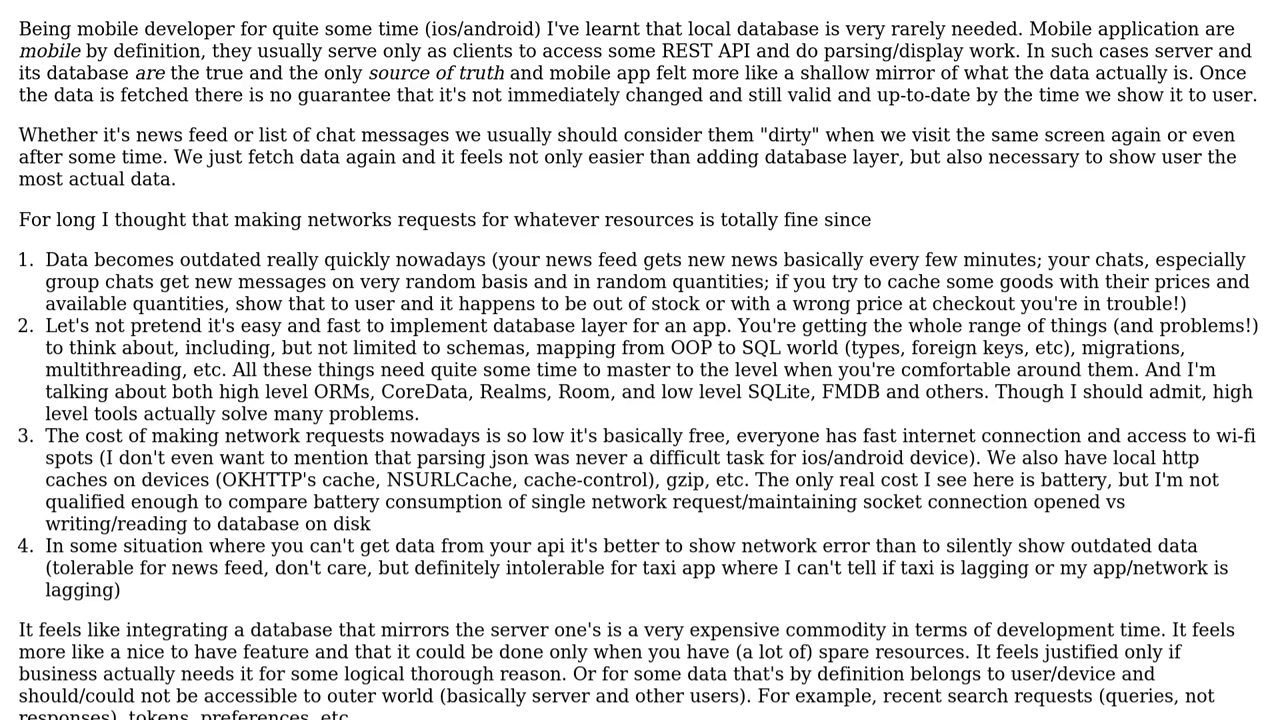 Being mobile developer for quite some time (ios/android) I've learnt that local database is very rarely needed. Mobile application are
mobile by definition, they usually serve only as clients to access some REST API and do parsing/display work. In such cases server and
its database are the true and the only source of truth and mobile app felt more like a shallow mirror of what the data actually is. Once
the data is fetched there is no guarantee that it's not immediately changed and still valid and up-to-date by the time we show it to user.
Whether it's news feed or list of chat messages we usually should consider them "dirty" when we visit the same screen again or even
after some time. We just fetch data again and it feels not only easier than adding database layer, but also necessary to show user the
most actual data.
For long I thought that making networks requests for whatever resources is totally fine since
1. Data becomes outdated really quickly nowadays (your news feed gets new news basically every few minutes; your chats, especially
group chats get new messages on very random basis and in random quantities; if you try to cache some goods with their prices and
available quantities, show that to user and it happens to be out of stock or with a wrong price at checkout you're in trouble!)
2. Let's not pretend it's easy and fast to implement database layer for an app. You're getting the whole range of things (and problems!)
to think about, including, but not limited to schemas, mapping from OOP to SQL world (types, foreign keys, etc), migrations,
multithreading, etc. All these things need quite some time to master to the level when you're comfortable around them. And I'm
talking about both high level ORMs, CoreData, Realms, Room, and low level SQLite, FMDB and others. Though I should admit, high
level tools actually solve many problems.
3. The cost of making network requests nowadays is so low it's basically free, everyone has fast internet connection and access to wi-fi
spots (I don't even want to mention that parsing json was never a difficult task for ios/android device). We also have local http
caches on devices (OKHTTP's cache, NSURLCache, cache-control), gzip, etc. The only real cost I see here is battery, but I'm not
qualified enough to compare battery consumption of single network request/maintaining socket connection opened vs
writing/reading to database on disk
4. In some situation where you can't get data from your api it's better to show network error than to silently show outdated data
(tolerable for news feed, don't care, but definitely intolerable for taxi app where I can't tell if taxi is lagging or my app/network is
lagging)
It feels like integrating a database that mirrors the server one's is a very expensive commodity in terms of development time. It feels
more like a nice to have feature and that it could be done only when you have (a lot of) spare resources. It feels justified only if
business actually needs it for some logical thorough reason. Or for some data that's by definition belongs to user/device and
should/could not be accessible to outer world (basically server and other users). For example, recent search requests (queries, not
responses), tokens, preferences, etc.